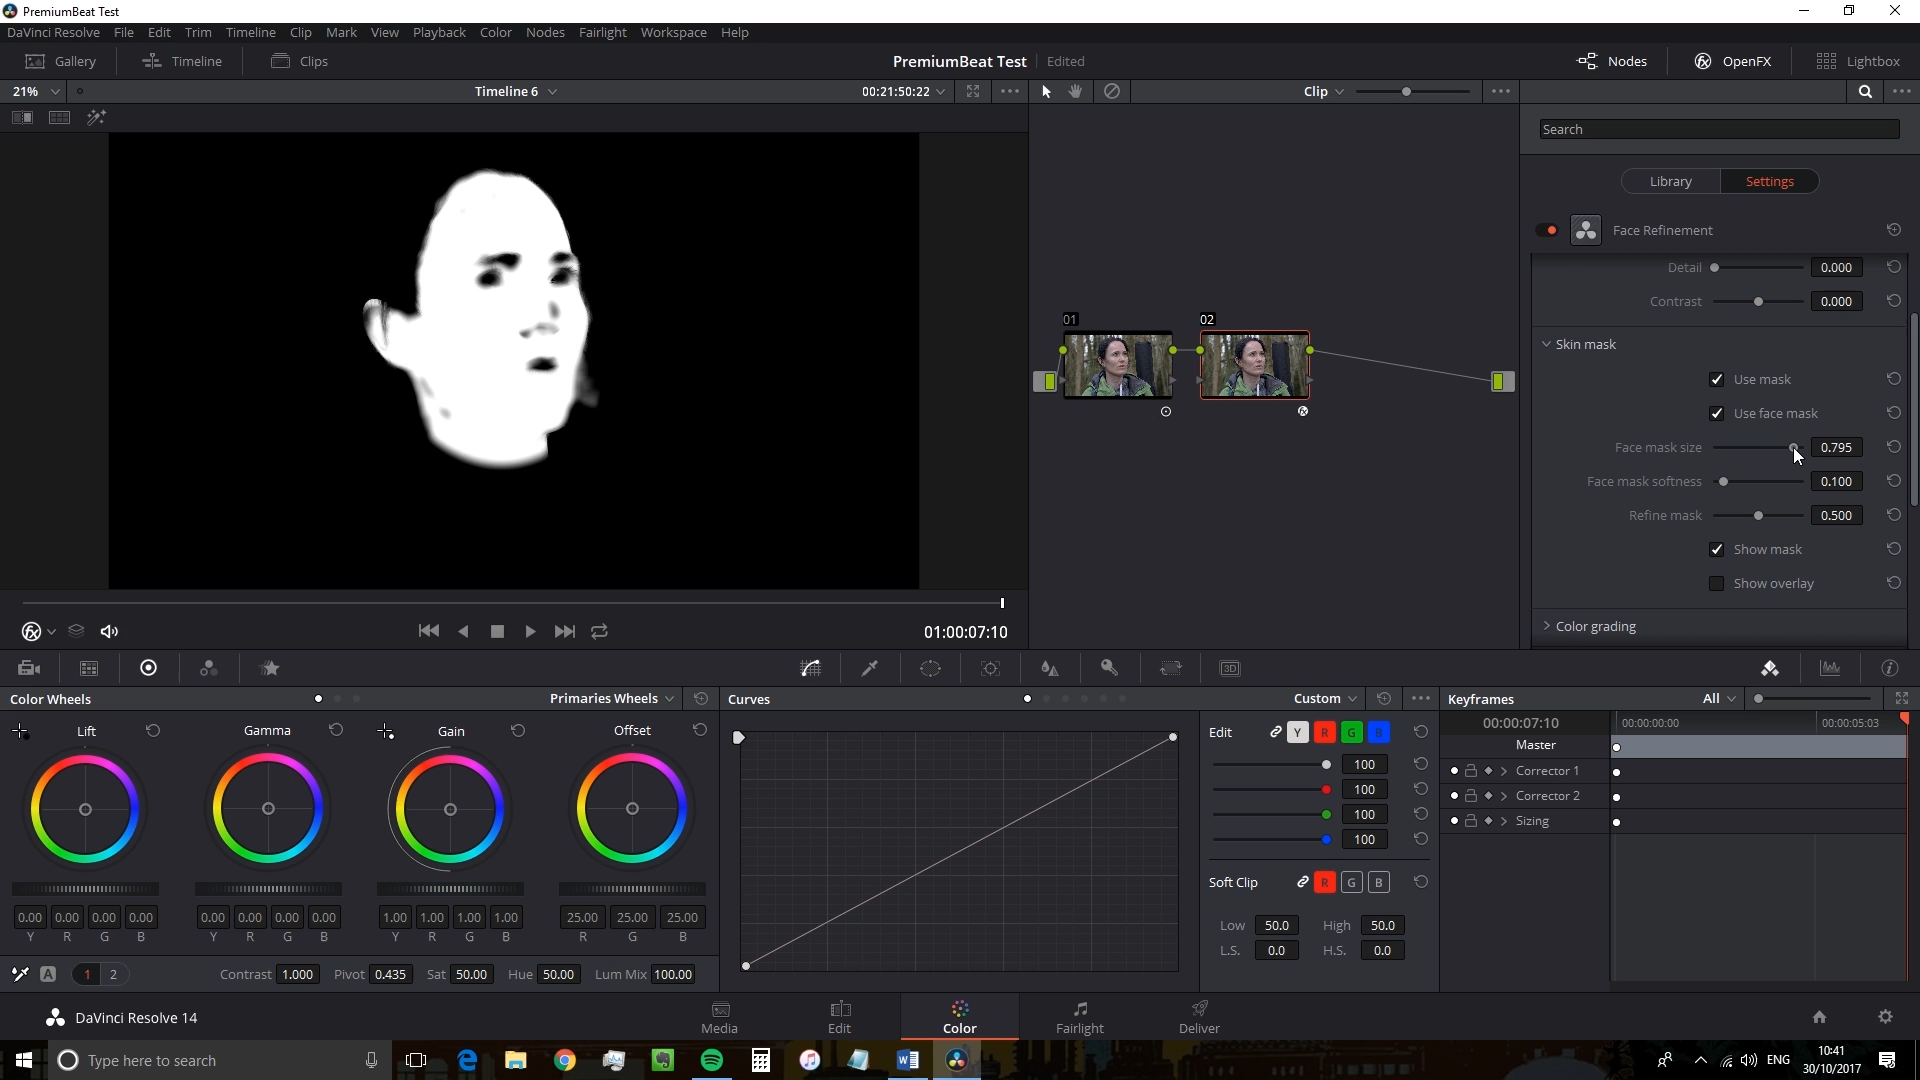 PremiumBeat Test
DaVinci Resolve File Edit Trim Timeline Clip Mark View Playback Color Nodes Fairlight Workspace Help
Gallery Timeline Clips PremiumBeat Test Edited Nodes OpenFX Lightbox
21% Timeline 6 00:21:50:22 Clip
Search
Library Settings
Face Refinement
Detail 0.000
Contrast 0.000
01 02
Skin mask
Use mask
Use face mask
Face mask size 0.795
Face mask softness 0.100
Refine mask 0.500
Show mask
Show overlay
Color grading
01:00:07:10
3D
Color Wheels Primaries Wheels Curves Custom Keyframes All
Lift Gamma Gain Offset
Edit Y R G B
100
100
100
100
00:00:07:10 00:00:00:00 00:00:05:03
Master
Corrector 1
Corrector 2
Sizing
Soft Clip R G B
0.00 0.00 0.00 0.00 0.00 0.00 0.00 0.00 1.00 1.00 1.00 1.00 25.00 25.00 25.00
Y R G B Y R G B Y R G B R G B
Low 50.0 High 50.0
L.S. 0.0 H.S. 0.0
A 1 2 Contrast 1.000 Pivot 0.435 Sat 50.00 Hue 50.00 Lum Mix 100.00
DaVinci Resolve 14 Media Edit Color Fairlight Deliver
Type here to search
ENG
10:41
30/10/2017